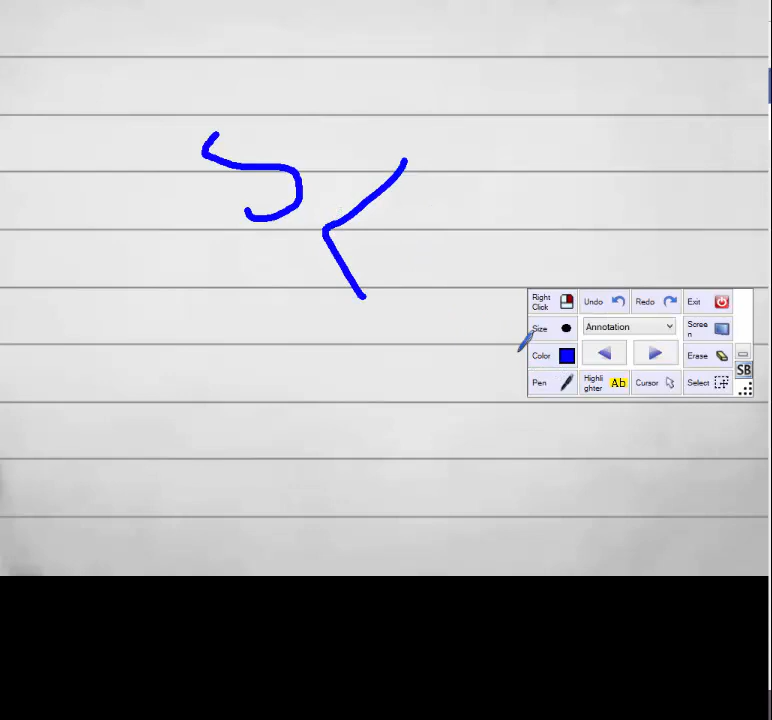 S<
Right Click Undo Redo Exit
Size Annotation Screen
Color Erase
SB
Pen Highlighter Ab Cursor Select